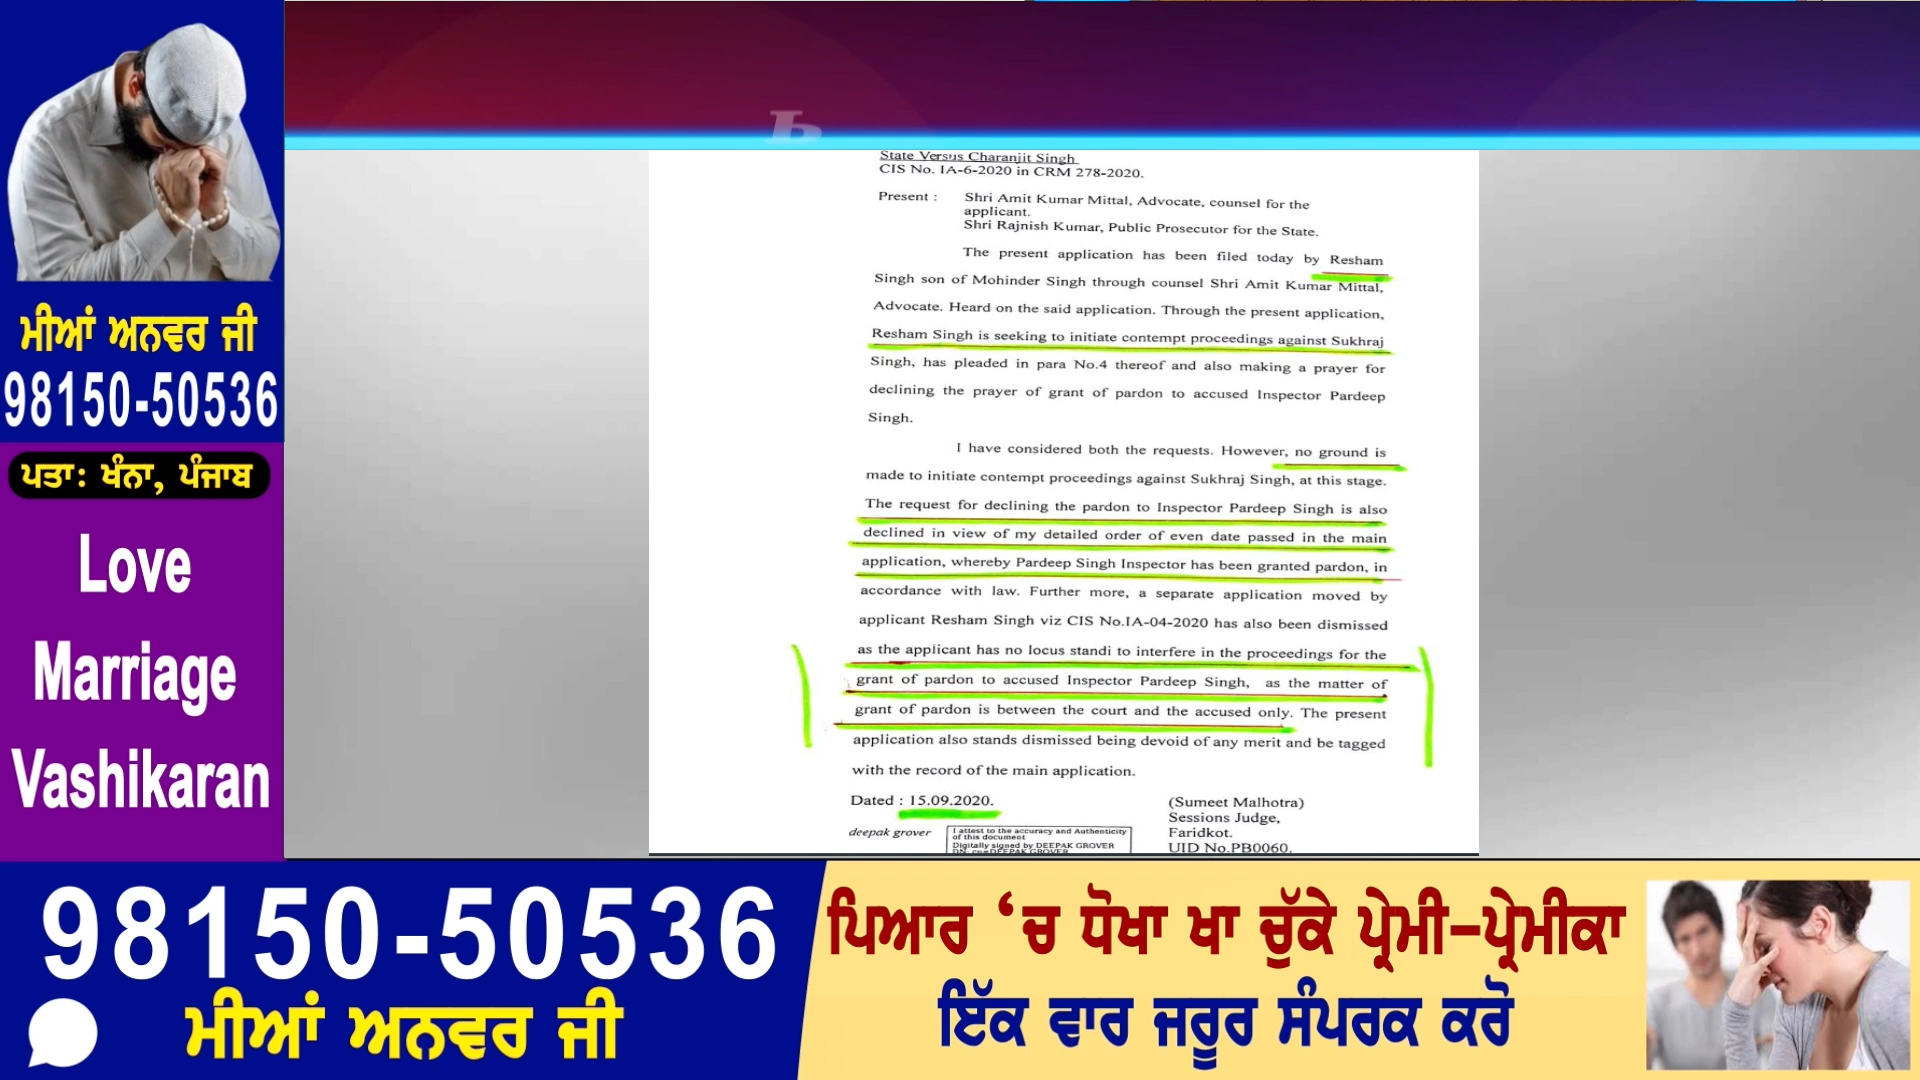 ਮੀਆਂ ਅਨਵਰ ਜੀ
98150-50536
ਪਤਾ: ਖੰਨਾ, ਪੰਜਾਬ
Love
Marriage
Vashikaran
State Versus Charanjit Singh
CIS No. IA-6-2020 in CRM 278-2020.
Present : Shri Amit Kumar Mittal, Advocate, counsel for the
applicant.
Shri Rajnish Kumar, Public Prosecutor for the State.
The present application has been filed today by Resham
Singh son of Mohinder Singh through counsel Shri Amit Kumar Mittal,
Advocate. Heard on the said application. Through the present application,
Resham Singh is seeking to initiate contempt proceedings against Sukhraj
Singh, has pleaded in para No.4 thereof and also making a prayer for
declining the prayer of grant of pardon to accused Inspector Pardeep
Singh.
I have considered both the requests. However, no ground is
made to initiate contempt proceedings against Sukhraj Singh, at this stage.
The request for declining the pardon to Inspector Pardeep Singh is also
declined in view of my detailed order of even date passed in the main
application, whereby Pardeep Singh Inspector has been granted pardon, in
accordance with law. Further more, a separate application moved by
applicant Resham Singh viz CIS No.IA-04-2020 has also been dismissed
as the applicant has no locus standi to interfere in the proceedings for the
grant of pardon to accused Inspector Pardeep Singh, as the matter of
grant of pardon is between the court and the accused only. The present
application also stands dismissed being devoid of any merit and be tagged
with the record of the main application.
Dated : 15.09.2020.
(Sumeet Malhotra)
Sessions Judge,
Faridkot.
UID No.PB0060.
deepak grover
I attest to the accuracy and Authenticity
of this document
Digitally signed by DEEPAK GROVER
DN: cn=DEEPAK GROVER
98150-50536
ਮੀਆਂ ਅਨਵਰ ਜੀ
ਪਿਆਰ ‘ਚ ਧੋਖਾ ਖਾ ਚੁੱਕੇ ਪ੍ਰੇਮੀ-ਪ੍ਰੇਮੀਕਾ
ਇੱਕ ਵਾਰ ਜਰੂਰ ਸੰਪਰਕ ਕਰੋ